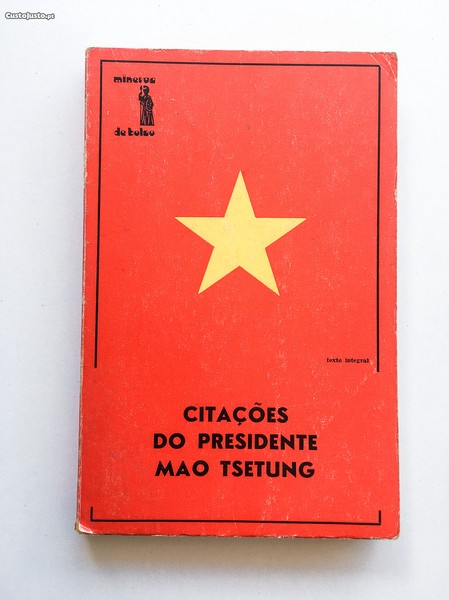 CustoJusto.pt
minerva
de bolso
texto integral
CITAÇÕES
DO PRESIDENTE
MAO TSETUNG